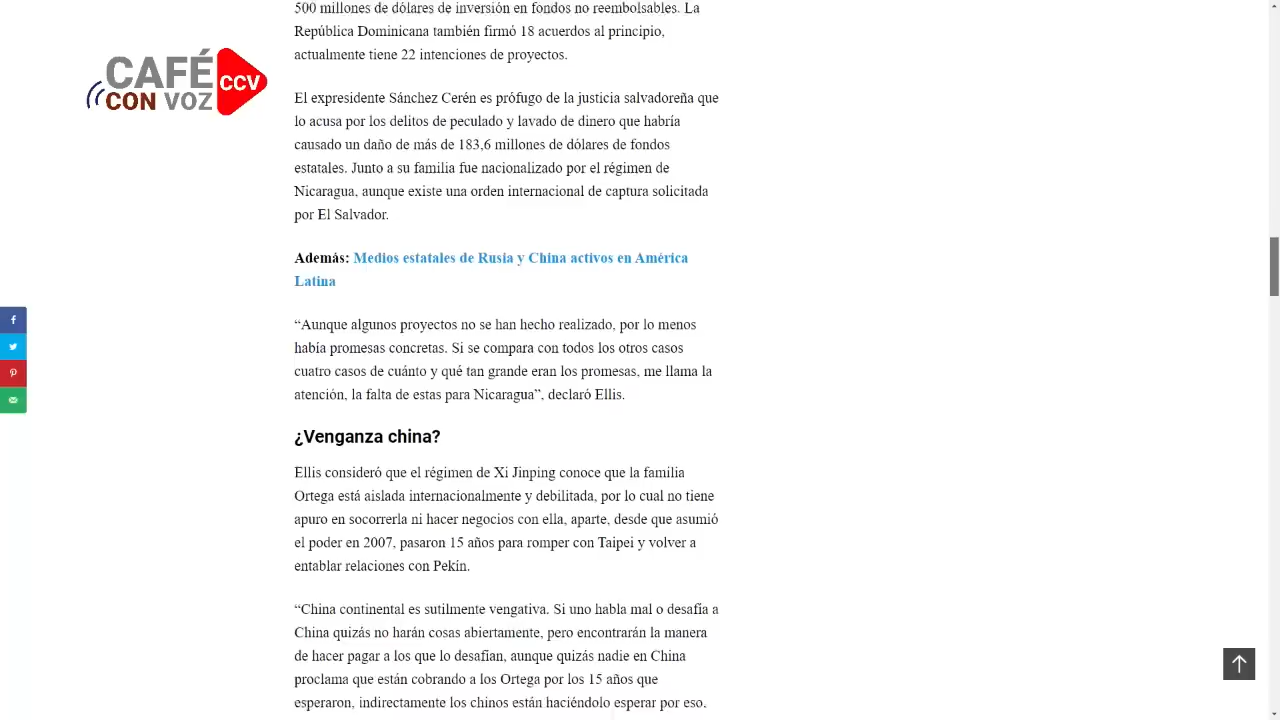 500 millones de dólares de inversión en fondos no reembolsables. La
República Dominicana también firmó 18 acuerdos al principio,
actualmente tiene 22 intenciones de proyectos.
CAFÉ
CON VOZ
CCV
El expresidente Sánchez Cerén es prófugo de la justicia salvadoreña que
lo acusa por los delitos de peculado y lavado de dinero que habría
causado un daño de más de 183,6 millones de dólares de fondos
estatales. Junto a su familia fue nacionalizado por el régimen de
Nicaragua, aunque existe una orden internacional de captura solicitada
por El Salvador.
Además: Medios estatales de Rusia y China activos en América
Latina
“Aunque algunos proyectos no se han hecho realizado, por lo menos
había promesas concretas. Si se compara con todos los otros casos
cuatro casos de cuánto y qué tan grande eran los promesas, me llama la
atención, la falta de estas para Nicaragua”, declaró Ellis.
¿Venganza china?
Ellis consideró que el régimen de Xi Jinping conoce que la familia
Ortega está aislada internacionalmente y debilitada, por lo cual no tiene
apuro en socorrerla ni hacer negocios con ella, aparte, desde que asumió
el poder en 2007, pasaron 15 años para romper con Taipei y volver a
entablar relaciones con Pekín.
“China continental es sutilmente vengativa. Si uno habla mal o desafía a
China quizás no harán cosas abiertamente, pero encontrarán la manera
de hacer pagar a los que lo desafían, aunque quizás nadie en China
proclama que están cobrando a los Ortega por los 15 años que
esperaron, indirectamente los chinos están haciéndolo esperar por eso.